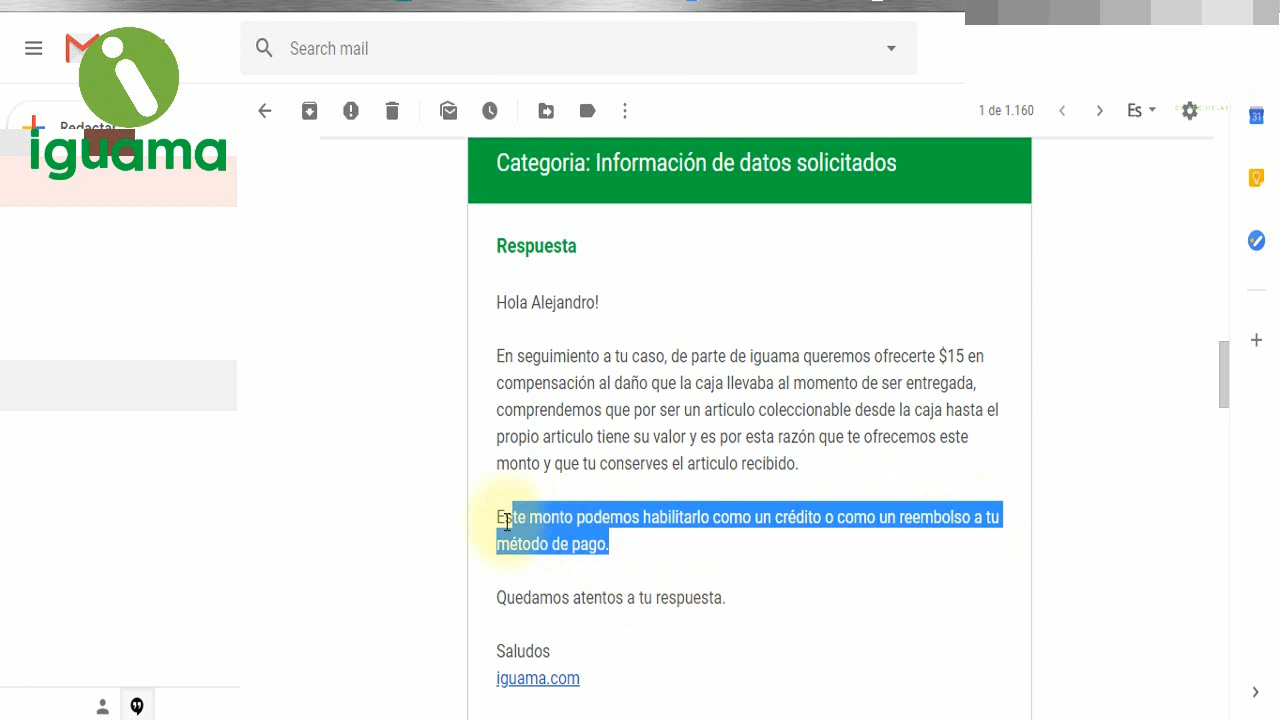 Search mail
iguama
Redactar
1 de 1.160
Es
31
Categoria: Información de datos solicitados
Respuesta
Hola Alejandro!
En seguimiento a tu caso, de parte de iguama queremos ofrecerte $15 en
compensación al daño que la caja llevaba al momento de ser entregada,
comprendemos que por ser un articulo coleccionable desde la caja hasta el
propio articulo tiene su valor y es por esta razón que te ofrecemos este
monto y que tu conserves el articulo recibido.
Este monto podemos habilitarlo como un crédito o como un reembolso a tu
método de pago.
Quedamos atentos a tu respuesta.
Saludos
iguama.com